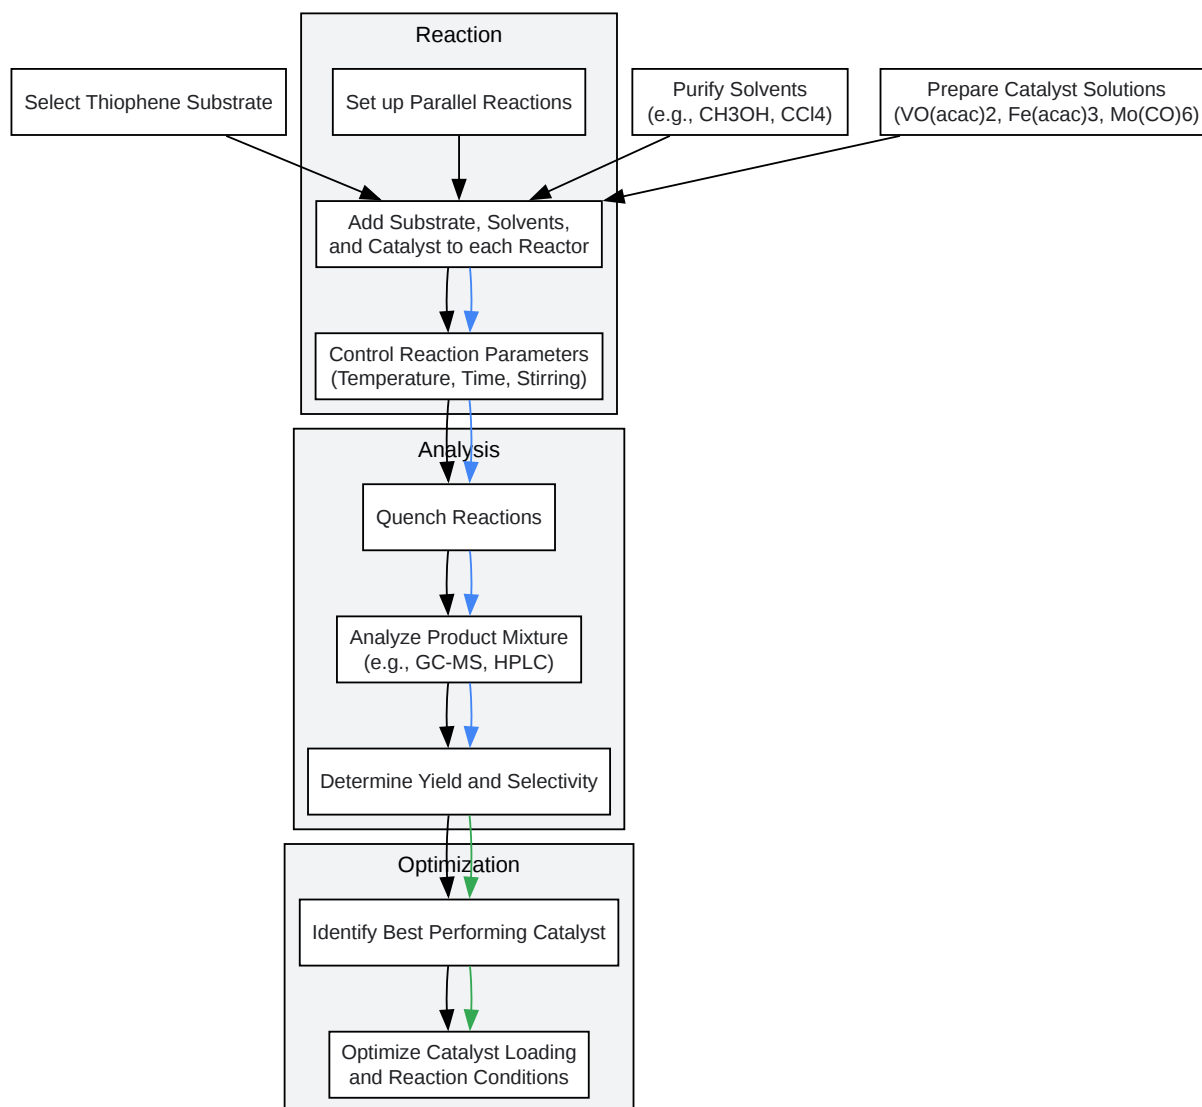 Reaction
Select Thiophene Substrate
Set up Parallel Reactions
Purify Solvents
(e.g., CH3OH, CCl4)
Prepare Catalyst Solutions
(VO(acac)2, Fe(acac)3, Mo(CO)6)
Add Substrate, Solvents,
and Catalyst to each Reactor
Control Reaction Parameters
(Temperature, Time, Stirring)
Analysis
Quench Reactions
Analyze Product Mixture
(e.g., GC-MS, HPLC)
Determine Yield and Selectivity
Optimization
Identify Best Performing Catalyst
Optimize Catalyst Loading
and Reaction Conditions